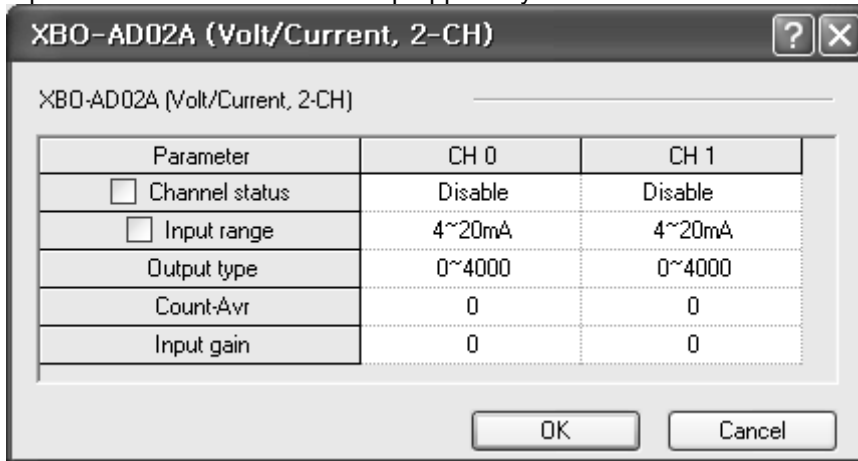 XBO-AD02A (Volt/Current, 2-CH)
XBO-AD02A (Volt/Current, 2-CH)
Parameter CH 0 CH 1
Channel status Disable Disable
Input range 4~20mA 4~20mA
Output type 0~4000 0~4000
Count-Avr 0 0
Input gain 0 0
OK Cancel